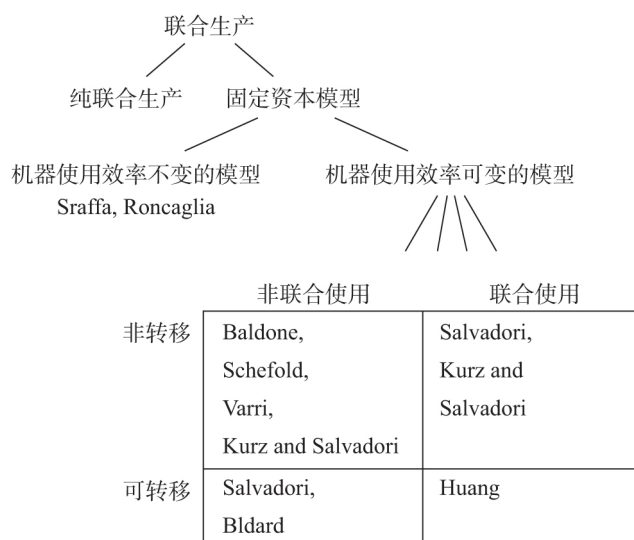 联合生产
纯联合生产 固定资本模型
机器使用效率不变的模型 机器使用效率可变的模型
Sraffa, Roncaglia
非联合使用 联合使用
非转移 Baldone, Salvadori,
Schefold, Kurz and
Varri, Salvadori
Kurz and Salvadori
可转移 Salvadori, Huang
Bldard